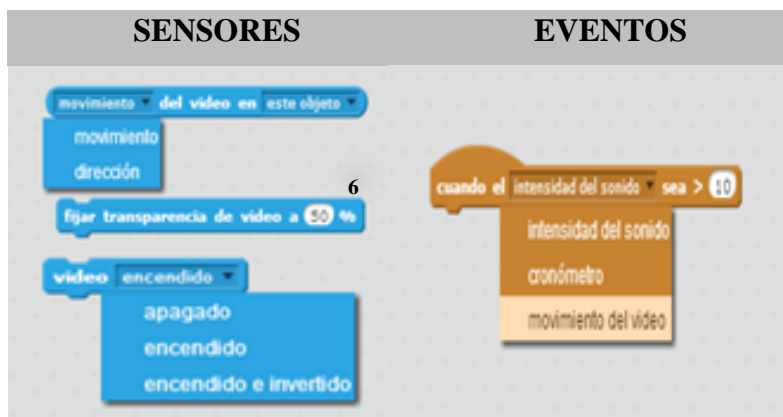 SENSORES
EVENTOS
movimiento del video en este objeto
movimiento
dirección
6
fijar transparencia de video a 50 %
video encendido
apagado
encendido
encendido e invertido
cuando el intensidad del sonido sea > 10
intensidad del sonido
cronómetro
movimiento del video